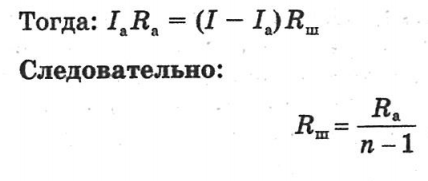 Тогда: IₐRₐ = (I − Iₐ)Rш
Следовательно:
Rш = Rₐ / (n − 1)